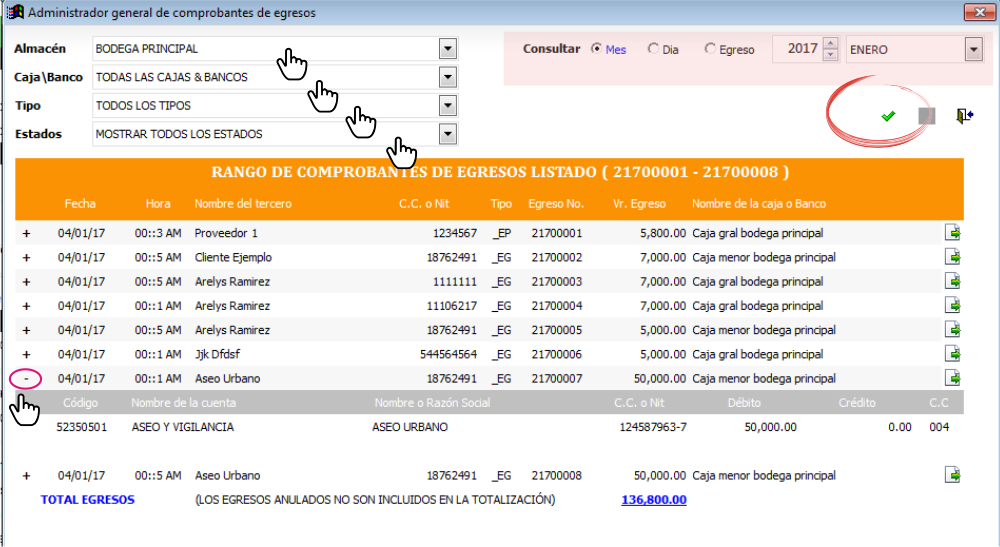 Administrador general de comprobantes de egresos
Almacén BODEGA PRINCIPAL Consultar Mes Dia Egreso 2017 ENERO
Caja\Banco TODAS LAS CAJAS & BANCOS
Tipo TODOS LOS TIPOS
Estados MOSTRAR TODOS LOS ESTADOS
RANGO DE COMPROBANTES DE EGRESOS LISTADO ( 21700001 - 21700008 )
Fecha Hora Nombre del tercero C.C. o Nit Tipo Egreso No. Vr. Egreso Nombre de la caja o Banco
+ 04/01/17 00::3 AM Proveedor 1 1234567 _EP 21700001 5,800.00 Caja gral bodega principal
+ 04/01/17 00::5 AM Cliente Ejemplo 18762491 _EG 21700002 7,000.00 Caja menor bodega principal
+ 04/01/17 00::5 AM Arelys Ramirez 1111111 _EG 21700003 7,000.00 Caja gral bodega principal
+ 04/01/17 00::1 AM Arelys Ramirez 11106217 _EG 21700004 7,000.00 Caja gral bodega principal
+ 04/01/17 00::5 AM Arelys Ramirez 18762491 _EG 21700005 5,000.00 Caja menor bodega principal
+ 04/01/17 00::1 AM Jjk Dfdsf 544564564 _EG 21700006 5,000.00 Caja gral bodega principal
- 04/01/17 00::1 AM Aseo Urbano 18762491 _EG 21700007 50,000.00 Caja menor bodega principal
Código Nombre de la cuenta Nombre o Razón Social C.C. o Nit Débito Crédito C.C
52350501 ASEO Y VIGILANCIA ASEO URBANO 124587963-7 50,000.00 0.00 004
+ 04/01/17 00::5 AM Aseo Urbano 18762491 _EG 21700008 50,000.00 Caja menor bodega principal
TOTAL EGRESOS (LOS EGRESOS ANULADOS NO SON INCLUIDOS EN LA TOTALIZACIÓN) 136,800.00